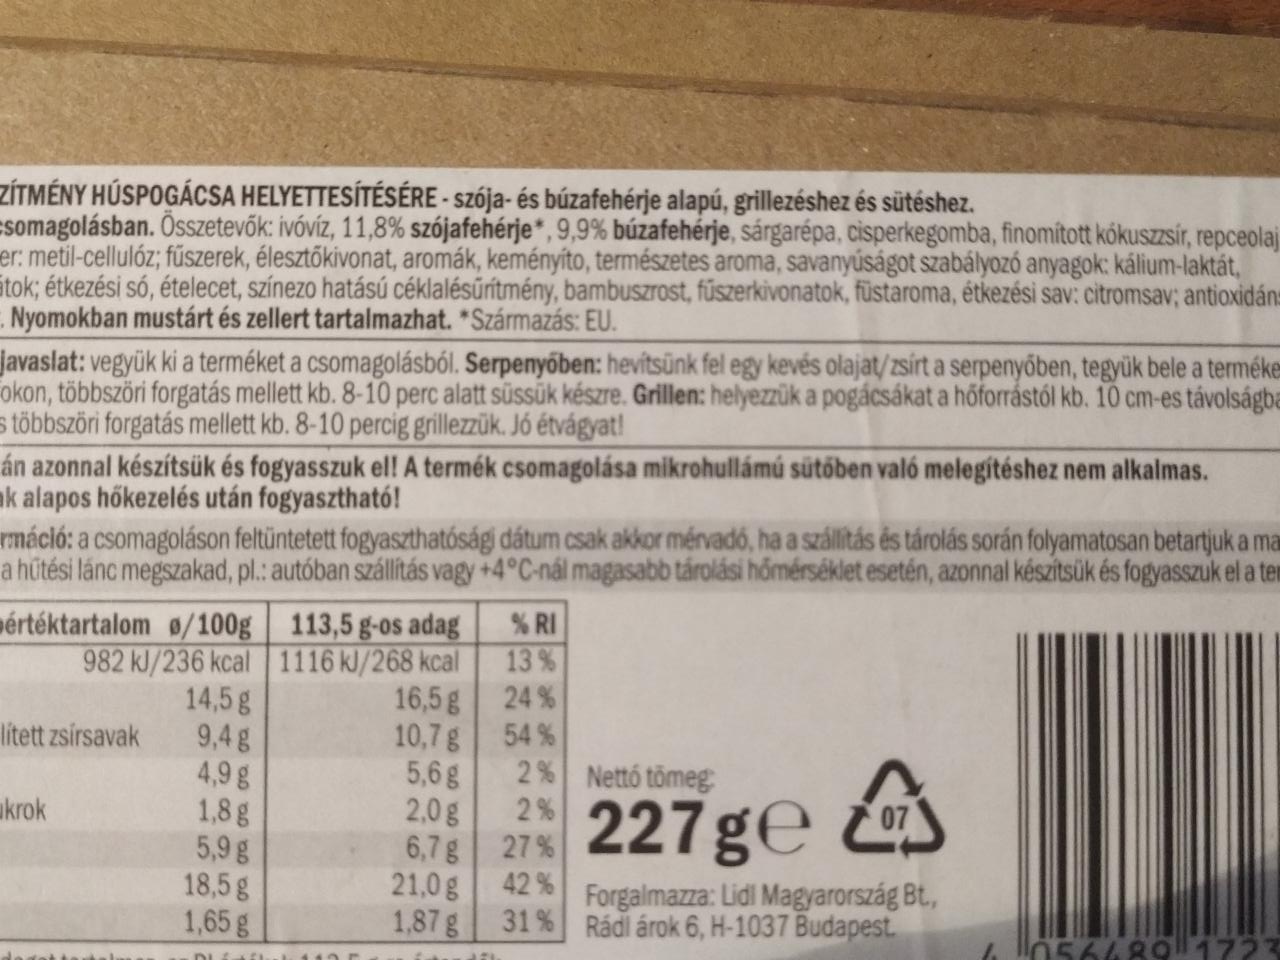 ZÍTMÉNY HÚSPOGÁCSA HELYETTESÍTÉSÉRE - szója- és búzafehérje alapú, grillezéshez és sütéshez.
csomagolásban. Összetevők: ivóvíz, 11,8% szójafehérje*, 9,9% búzafehérje, sárgarépa, cisperkegomba, finomított kókuszzsír, repceolaj
er: metil-cellulóz; fűszerek, élesztőkivonat, aromák, keményíto, természetes aroma, savanyúságot szabályozó anyagok: kálium-laktát,
átok; étkezési só, ételecet, színezo hatású céklalésűrítmény, bambuszrost, fűszerkivonatok, füstaroma, étkezési sav: citromsav; antioxidáns
. Nyomokban mustárt és zellert tartalmazhat. *Származás: EU.
javaslat: vegyük ki a terméket a csomagolásból. Serpenyőben: hevítsünk fel egy kevés olajat/zsírt a serpenyőben, tegyük bele a terméke
okon, többszöri forgatás mellett kb. 8-10 perc alatt süssük készre. Grillen: helyezzük a pogácsákat a hőforrástól kb. 10 cm-es távolságba
s többszöri forgatás mellett kb. 8-10 percig grillezzük. Jó étvágyat!
án azonnal készítsük és fogyasszuk el! A termék csomagolása mikrohullámú sütőben való melegítéshez nem alkalmas.
ak alapos hőkezelés után fogyasztható!
rmáció: a csomagoláson feltüntetett fogyaszthatósági dátum csak akkor mérvadó, ha a szállítás és tárolás során folyamatosan betartjuk a ma
a hűtési lánc megszakad, pl.: autóban szállítás vagy +4°C-nál magasabb tárolási hőmérséklet esetén, azonnal készítsük és fogyasszuk el a ter
értéktartalom ø/100g 113,5 g-os adag % RI
982 kJ/236 kcal 1116 kJ/268 kcal 13 %
14,5 g 16,5 g 24 %
lített zsírsavak 9,4 g 10,7 g 54 %
4,9 g 5,6 g 2 %
ukrok 1,8 g 2,0 g 2 %
5,9 g 6,7 g 27 %
18,5 g 21,0 g 42 %
1,65 g 1,87 g 31 %
Nettó tömeg:
227 g e
07
Forgalmazza: Lidl Magyarország Bt.,
Rádl árok 6, H-1037 Budapest.
4 056489 1723